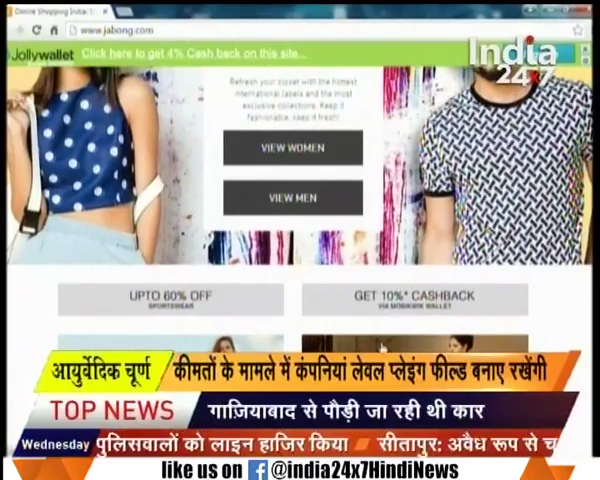 Online Shopping India
www.jabong.com
Jollywallet Click here to get 4% Cash back on this site...
India 24x7
Refresh your closet with the hottest
international labels and the most
exclusive collections. Keep it
fashionable, keep it fresh!
VIEW WOMEN
VIEW MEN
UPTO 60% OFF
SPORTSWEAR
GET 10%* CASHBACK
VIA MOBIKWIK WALLET
आयुर्वेदिक चूर्ण कीमतों के मामले में कंपनियां लेवल प्लेइंग फील्ड बनाए रखेंगी
TOP NEWS गाज़ियाबाद से पौड़ी जा रही थी कार
Wednesday पुलिसवालों को लाइन हाजिर किया सीतापुर: अवैध रूप से च
like us on f @india24x7HindiNews